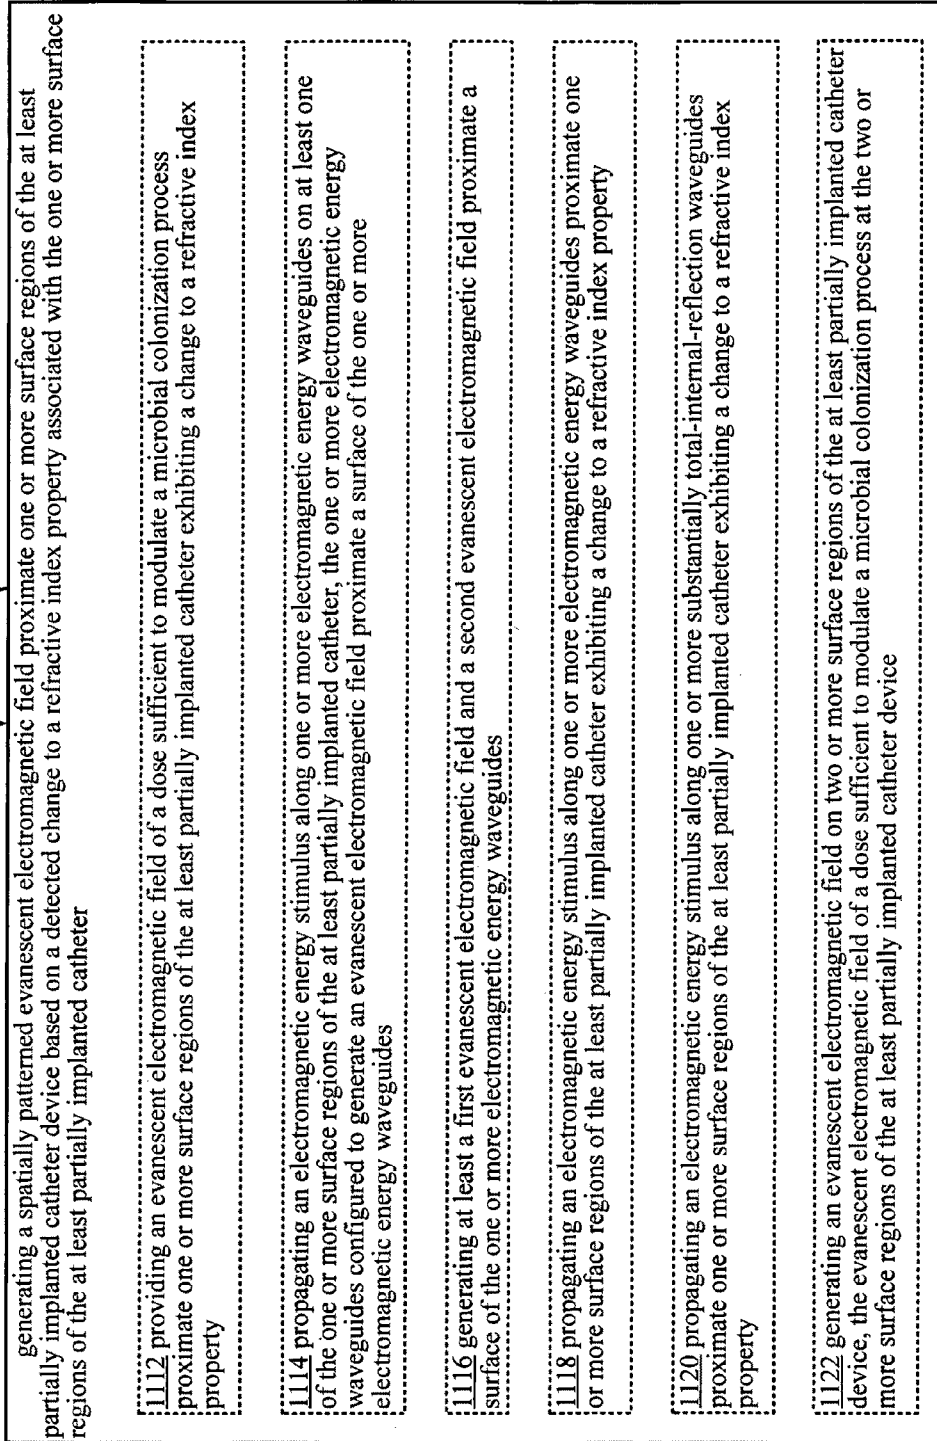 generating a spatially patterned evanescent electromagnetic field proximate one or more surface regions of the at least
partially implanted catheter device based on a detected change to a refractive index property associated with the one or more surface
regions of the at least partially implanted catheter
1112 providing an evanescent electromagnetic field of a dose sufficient to modulate a microbial colonization process
proximate one or more surface regions of the at least partially implanted catheter exhibiting a change to a refractive index
property
1114 propagating an electromagnetic energy stimulus along one or more electromagnetic energy waveguides on at least one
of the one or more surface regions of the at least partially implanted catheter, the one or more electromagnetic energy
waveguides configured to generate an evanescent electromagnetic field proximate a surface of the one or more
electromagnetic energy waveguides
1116 generating at least a first evanescent electromagnetic field and a second evanescent electromagnetic field proximate a
surface of the one or more electromagnetic energy waveguides
1118 propagating an electromagnetic energy stimulus along one or more electromagnetic energy waveguides proximate one
or more surface regions of the at least partially implanted catheter exhibiting a change to a refractive index property
1120 propagating an electromagnetic energy stimulus along one or more substantially total-internal-reflection waveguides
proximate one or more surface regions of the at least partially implanted catheter exhibiting a change to a refractive index
property
1122 generating an evanescent electromagnetic field on two or more surface regions of the at least partially implanted catheter
device, the evanescent electromagnetic field of a dose sufficient to modulate a microbial colonization process at the two or
more surface regions of the at least partially implanted catheter device